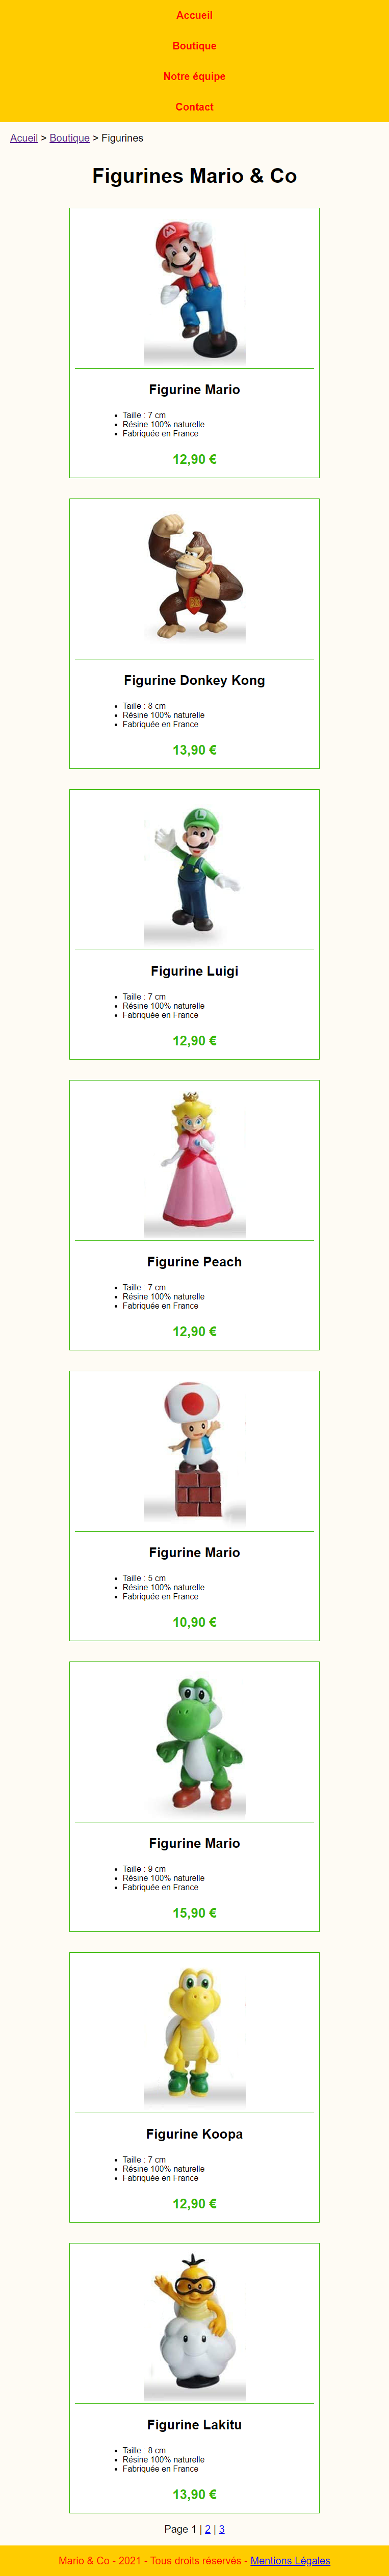 Accueil
Boutique
Notre équipe
Contact
Acueil > Boutique > Figurines
Figurines Mario & Co
Figurine Mario
• Taille : 7 cm
• Résine 100% naturelle
• Fabriquée en France
12,90 €
Figurine Donkey Kong
• Taille : 8 cm
• Résine 100% naturelle
• Fabriquée en France
13,90 €
L
Figurine Luigi
• Taille : 7 cm
• Résine 100% naturelle
• Fabriquée en France
12,90 €
Figurine Peach
• Taille : 7 cm
• Résine 100% naturelle
• Fabriquée en France
12,90 €
Figurine Mario
• Taille : 5 cm
• Résine 100% naturelle
• Fabriquée en France
10,90 €
Figurine Mario
• Taille : 9 cm
• Résine 100% naturelle
• Fabriquée en France
15,90 €
Figurine Koopa
• Taille : 7 cm
• Résine 100% naturelle
• Fabriquée en France
12,90 €
Figurine Lakitu
• Taille : 8 cm
• Résine 100% naturelle
• Fabriquée en France
13,90 €
Page 1 | 2 | 3
Mario & Co - 2021 - Tous droits réservés - Mentions Légales